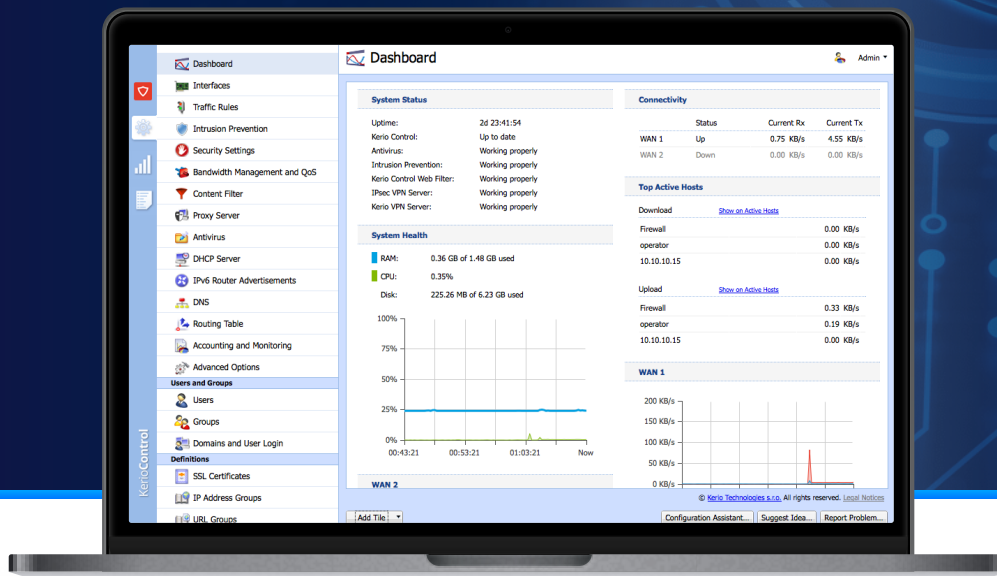 Dashboard
Interfaces
Traffic Rules
Intrusion Prevention
Security Settings
Bandwidth Management and QoS
Content Filter
Proxy Server
Antivirus
DHCP Server
IPv6 Router Advertisements
DNS
Routing Table
Accounting and Monitoring
Advanced Options
Users and Groups
Users
Groups
Domains and User Login
Definitions
SSL Certificates
IP Address Groups
URL Groups
KerioControl
Dashboard
Admin
System Status
Uptime: 2d 23:41:54
Kerio Control: Up to date
Antivirus: Working properly
Intrusion Prevention: Working properly
Kerio Control Web Filter: Working properly
IPsec VPN Server: Working properly
Kerio VPN Server: Working properly
System Health
RAM: 0.36 GB of 1.48 GB used
CPU: 0.35%
Disk: 225.26 MB of 6.23 GB used
100%
75%
50%
25%
0%
00:43:21 00:53:21 01:03:21 Now
WAN 2
Connectivity
Status Current Rx Current Tx
WAN 1 Up 0.75 KB/s 4.55 KB/s
WAN 2 Down 0.00 KB/s 0.00 KB/s
Top Active Hosts
Download Show on Active Hosts
Firewall 0.00 KB/s
operator 0.00 KB/s
10.10.10.15 0.00 KB/s
Upload Show on Active Hosts
Firewall 0.33 KB/s
operator 0.19 KB/s
10.10.10.15 0.00 KB/s
WAN 1
200 KB/s
150 KB/s
100 KB/s
50 KB/s
0 KB/s
© Kerio Technologies s.r.o. All rights reserved. Legal Notices
Add Tile
Configuration Assistant... Suggest Idea... Report Problem...